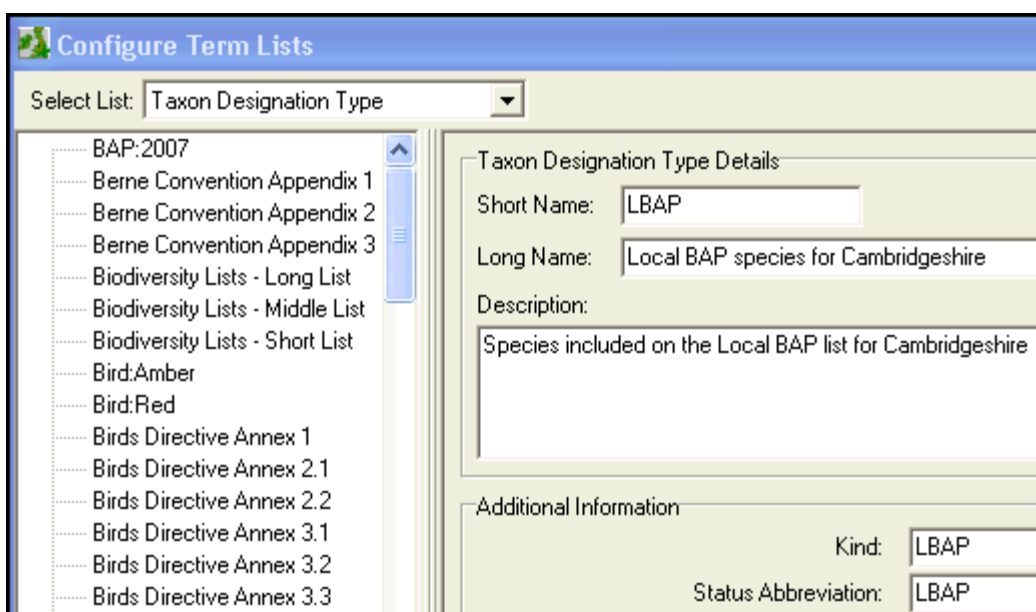 Configure Term Lists
Select List: Taxon Designation Type
BAP:2007
Berne Convention Appendix 1
Berne Convention Appendix 2
Berne Convention Appendix 3
Biodiversity Lists - Long List
Biodiversity Lists - Middle List
Biodiversity Lists - Short List
Bird:Amber
Bird:Red
Birds Directive Annex 1
Birds Directive Annex 2.1
Birds Directive Annex 2.2
Birds Directive Annex 3.1
Birds Directive Annex 3.2
Birds Directive Annex 3.3
Taxon Designation Type Details
Short Name: LBAP
Long Name: Local BAP species for Cambridgeshire
Description:
Species included on the Local BAP list for Cambridgeshire
Additional Information
Kind: LBAP
Status Abbreviation: LBAP